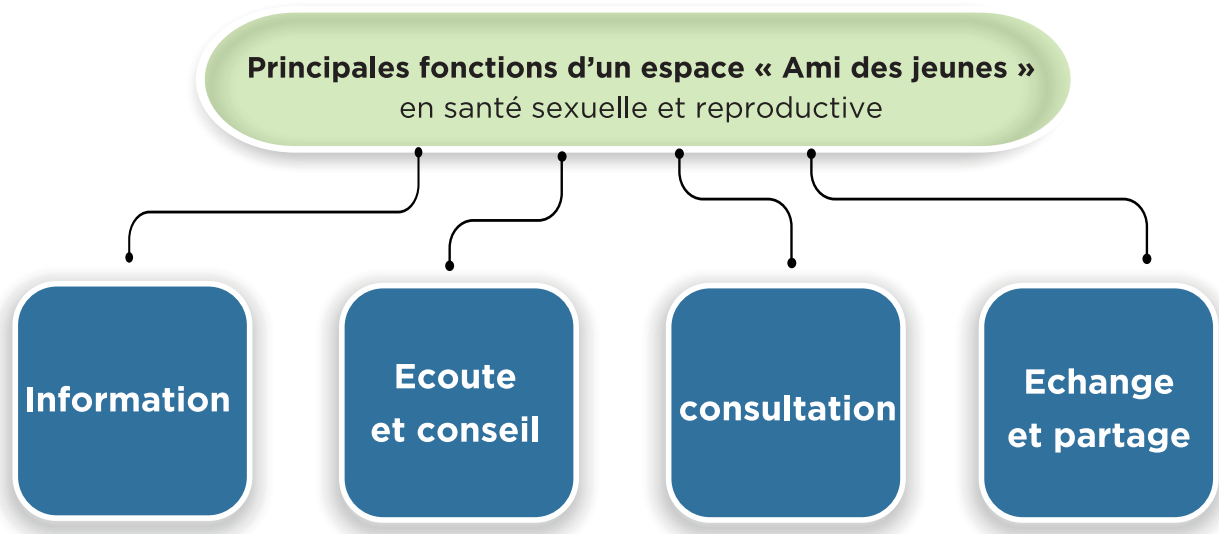 Principales fonctions d'un espace « Ami des jeunes »
en santé sexuelle et reproductive
Information
Ecoute
et conseil
consultation
Echange
et partage